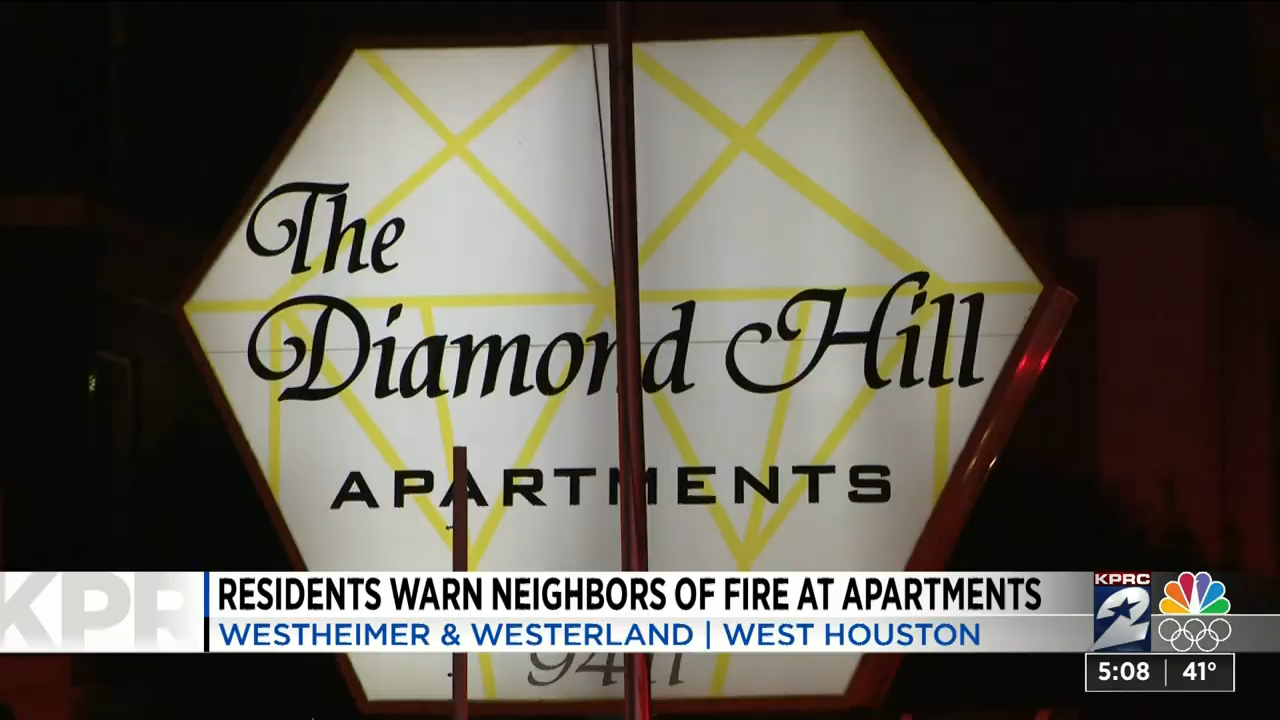 The
Diamond Hill
APARTMENTS
KPR
RESIDENTS WARN NEIGHBORS OF FIRE AT APARTMENTS
WESTHEIMER & WESTERLAND | WEST HOUSTON
KPRC
2
5:08 | 41°